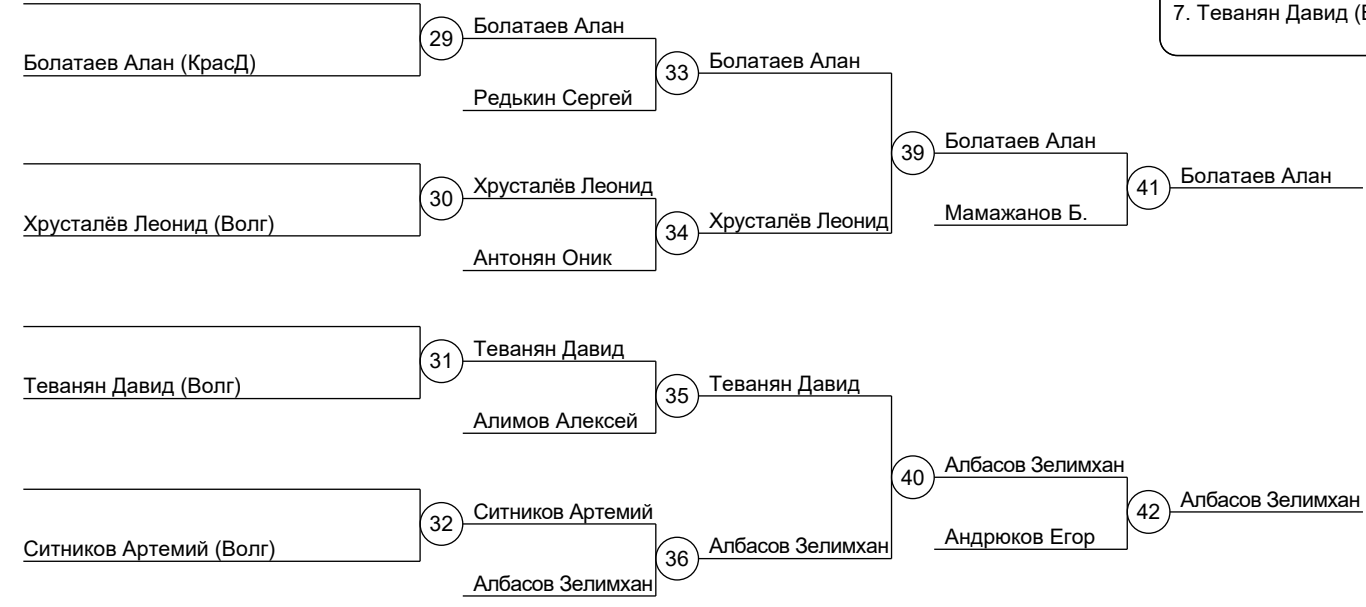 7. Теванян Давид (В
Болатаев Алан
29
Болатаев Алан (КрасД)
Болатаев Алан
33
Редькин Сергей
Болатаев Алан
39
Хрусталёв Леонид
Болатаев Алан
41
30
Хрусталёв Леонид (Волг)
Хрусталёв Леонид
34
Мамажанов Б.
Антонян Оник
Теванян Давид
31
Теванян Давид (Волг)
Теванян Давид
35
Алимов Алексей
Албасов Зелимхан
40
Ситников Артемий
Албасов Зелимхан
42
32
Ситников Артемий (Волг)
Албасов Зелимхан
36
Андрюков Егор
Албасов Зелимхан